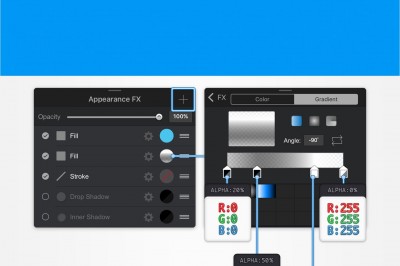 Appearance FX
Opacity
100%
Fill
Fill
Stroke
Drop Shadow
Inner Shadow
FX
Color
Gradient
Angle:
-90°
ALPHA:20%
ALPHA:0%
R:0
G:0
B:0
R:255
G:255
B:255
ALPHA:50%